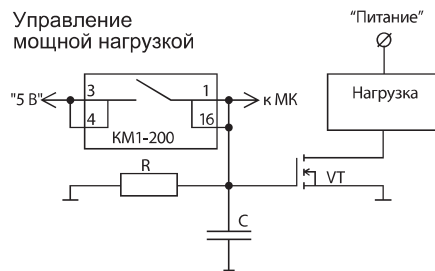 Управление
мощной нагрузкой
"Питание"
"5 В"
3
1
к МК
4
16
КМ1-200
Нагрузка
R
VT
C